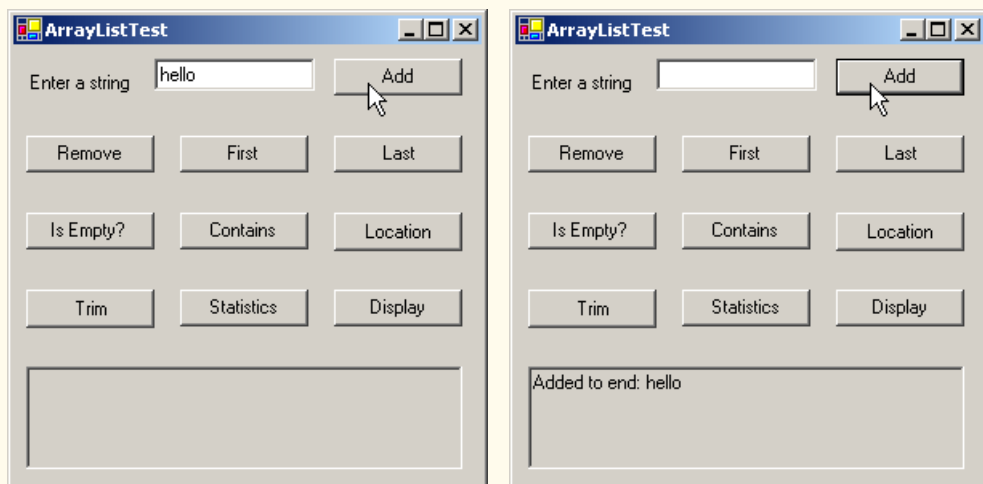 ArrayListTest
Enter a string hello Add
Remove First Last
Is Empty? Contains Location
Trim Statistics Display
ArrayListTest
Enter a string Add
Remove First Last
Is Empty? Contains Location
Trim Statistics Display
Added to end: hello